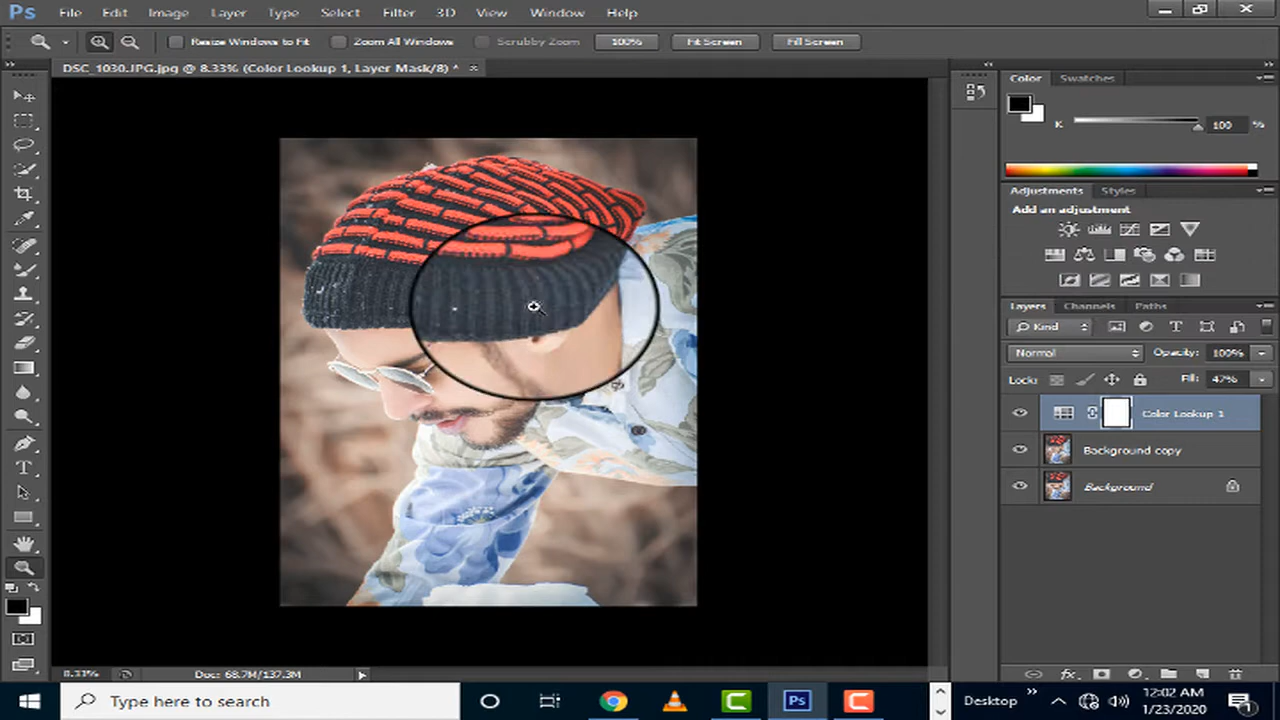 Ps File Edit Image Layer Type Select Filter 3D View Window Help
Resize Windows to Fit Zoom All Windows Scrubby Zoom 100% Fit Screen Fill Screen
DSC_1030.JPG.jpg @ 8.33% (Color Lookup 1, Layer Mask/8) *
Color Swatches
K 100 %
Adjustments Styles
Add an adjustment
Layers Channels Paths
Kind
Normal Opacity: 100%
Lock: Fill: 47%
Color Lookup 1
Background copy
Background
8.33% Doc: 68.7M/137.3M
Type here to search
Ps
Desktop
12:02 AM
1/23/2020
1